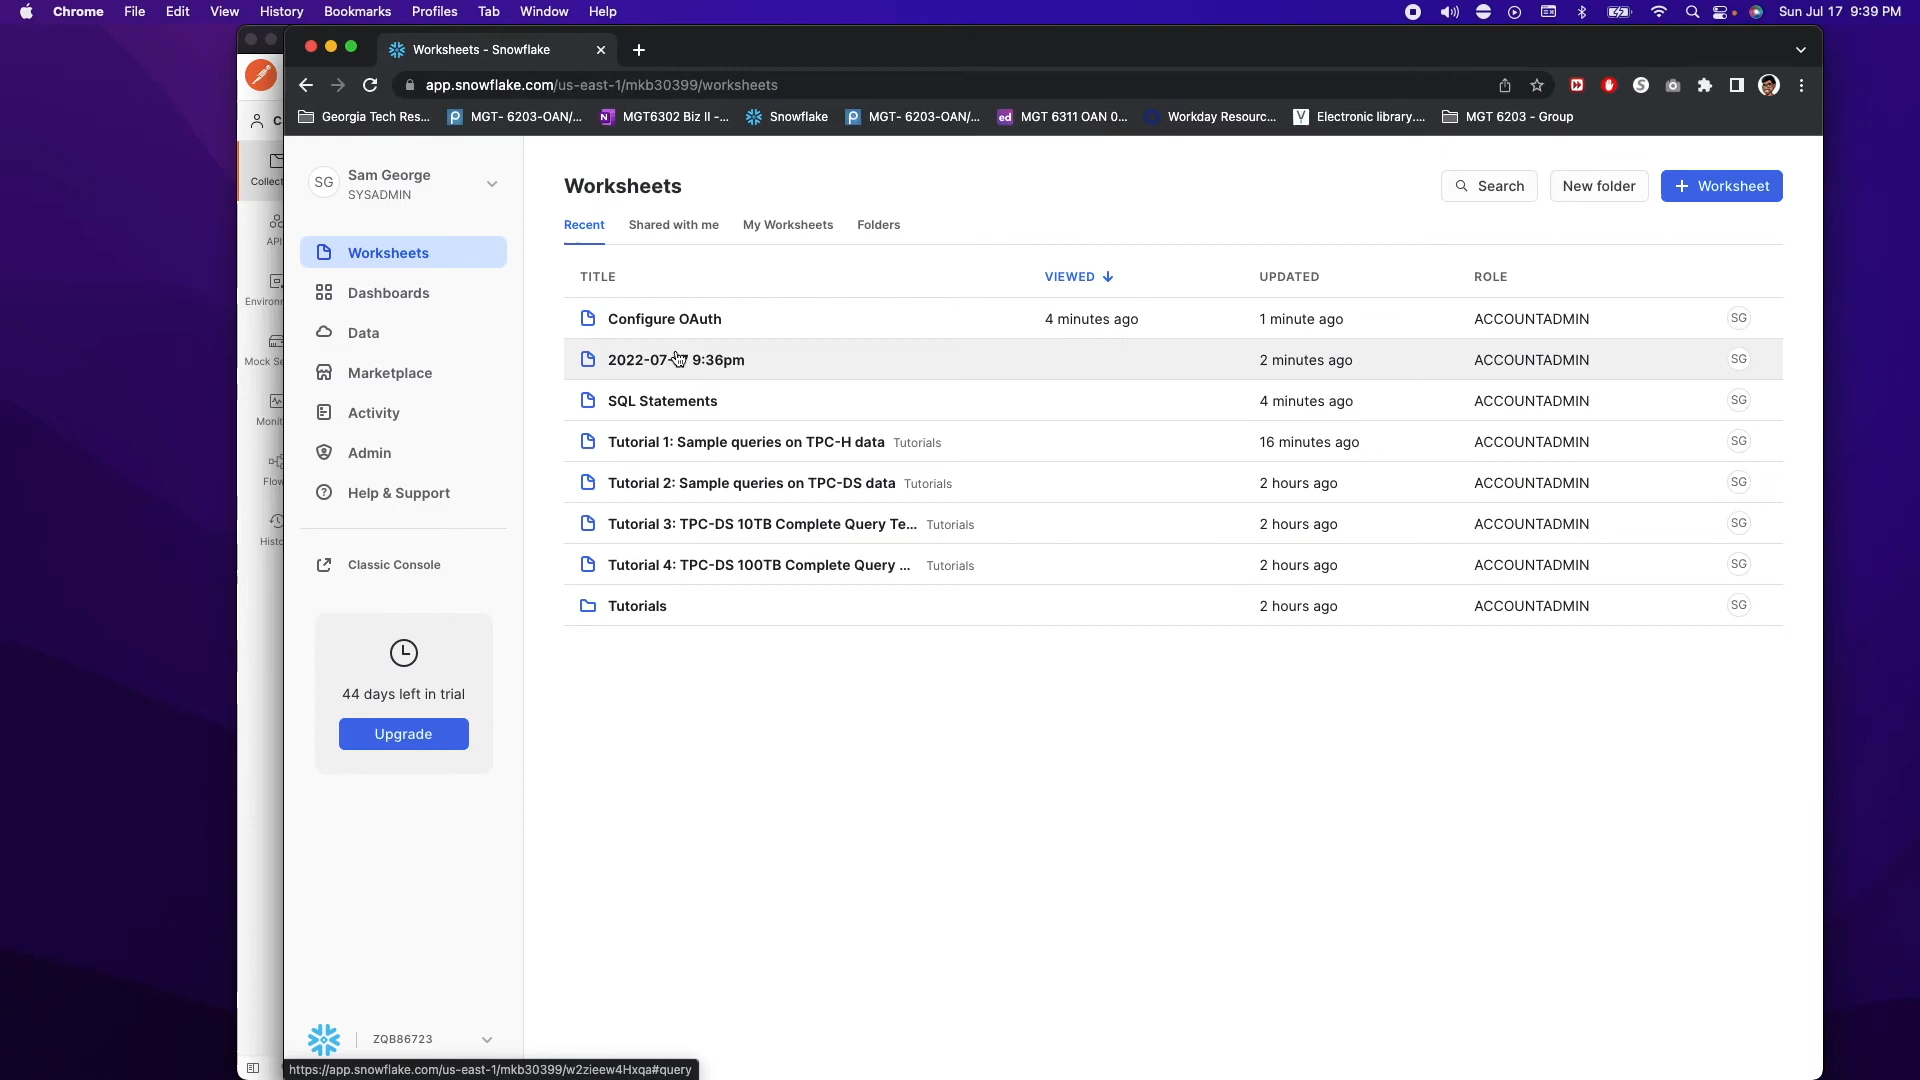 Chrome File Edit View History Bookmarks Profiles Tab Window Help Sun Jul 17 9:39 PM
Worksheets - Snowflake
app.snowflake.com/us-east-1/mkb30399/worksheets
Georgia Tech Res... MGT- 6203-OAN/... MGT6302 Biz II -... Snowflake MGT- 6203-OAN/... MGT 6311 OAN O... Workday Resourc... Electronic library.... MGT 6203 - Group
Collect
API
Environ
Mock Se
Monit
Flow
Histo
SG Sam George
SYSADMIN
Worksheets
Dashboards
Data
Marketplace
Activity
Admin
Help & Support
Classic Console
44 days left in trial
Upgrade
ZQB86723
Worksheets
Search New folder + Worksheet
Recent Shared with me My Worksheets Folders
TITLE VIEWED UPDATED ROLE
Configure OAuth 4 minutes ago 1 minute ago ACCOUNTADMIN SG
2022-07-17 9:36pm 2 minutes ago ACCOUNTADMIN SG
SQL Statements 4 minutes ago ACCOUNTADMIN SG
Tutorial 1: Sample queries on TPC-H data Tutorials 16 minutes ago ACCOUNTADMIN SG
Tutorial 2: Sample queries on TPC-DS data Tutorials 2 hours ago ACCOUNTADMIN SG
Tutorial 3: TPC-DS 10TB Complete Query Te... Tutorials 2 hours ago ACCOUNTADMIN SG
Tutorial 4: TPC-DS 100TB Complete Query ... Tutorials 2 hours ago ACCOUNTADMIN SG
Tutorials 2 hours ago ACCOUNTADMIN SG
https://app.snowflake.com/us-east-1/mkb30399/w2zieew4Hxqa#query